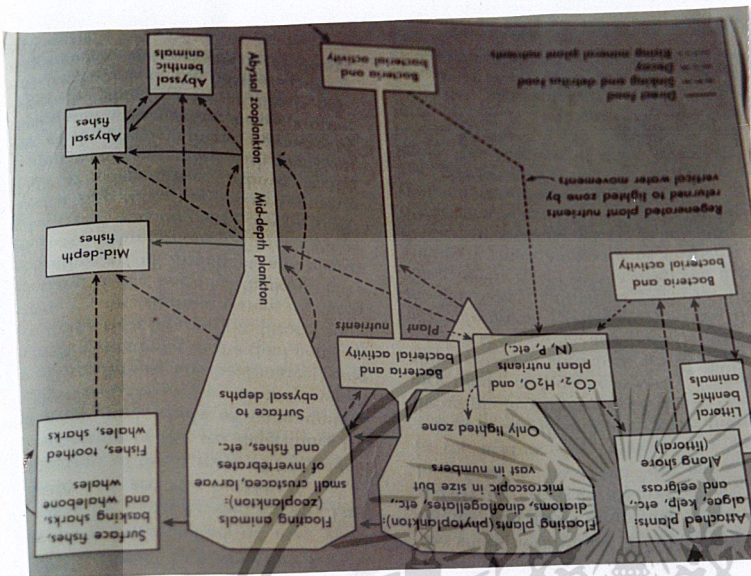 Attached plants:
algae, kelp, etc.,
and eelgrass
Along shore
(littoral)
Floating plants (phytoplankton):
diatoms, dinoflagellates, etc.,
microscopic in size but
vast in numbers
Only lighted zone
Floating animals
(zooplankton):
small crustacea, larvae
of invertebrates
and fishes, etc.
Surface to
abyssal depths
Surface fishes,
basking sharks,
and whalebone
whales
Fishes, toothed
whales, sharks
Littoral
benthic
animals
CO₂, H₂O, and
plant nutrients
(N, P, etc.)
Bacteria and
bacterial activity
Plant nutrients
Bacteria and
bacterial activity
Mid-depth plankton
Mid-depth
fishes
Regenerated plant nutrients
returned to lighted zone by
vertical water movements
Abyssal zooplankton
Abyssal
fishes
Direct food
Sinking and detritus food
Decay
Rising mineral plant nutrients
Bacteria and
bacterial activity
Abyssal
benthic
animals